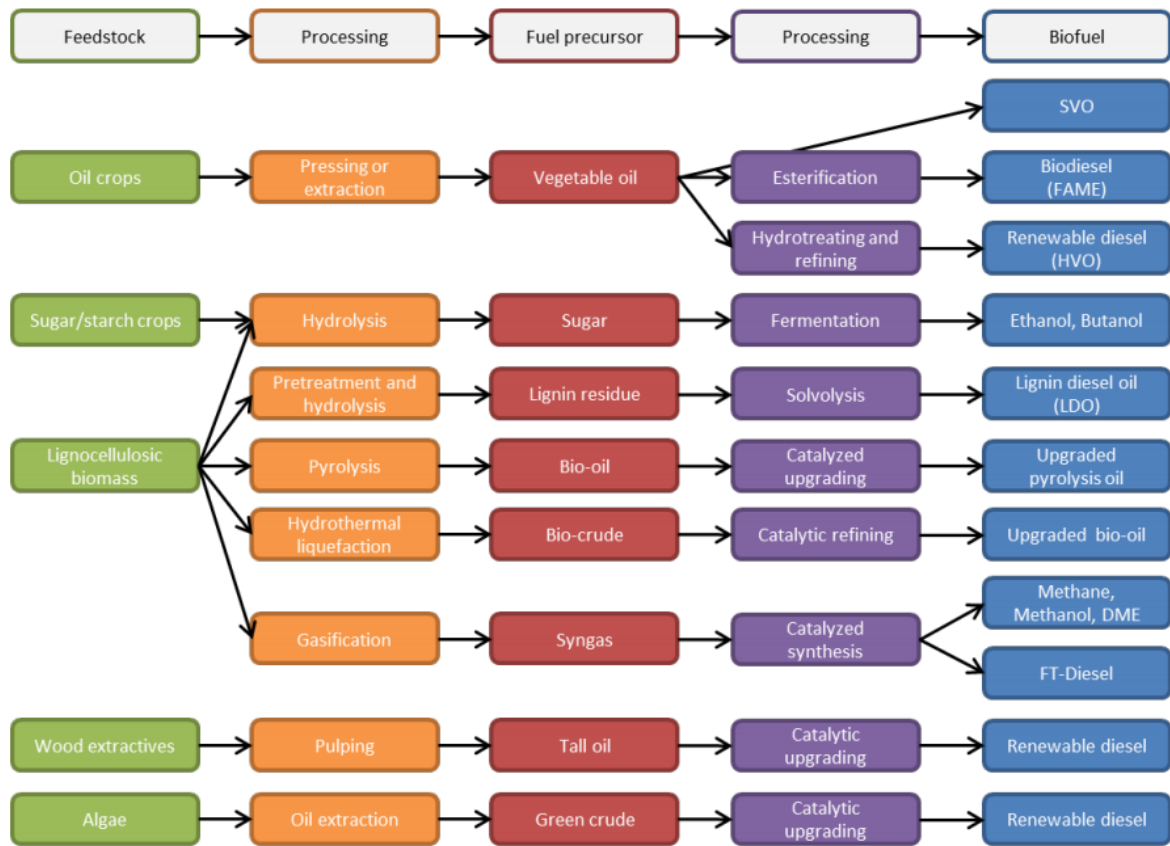 Feedstock
Processing
Fuel precursor
Processing
Biofuel
SVO
Oil crops
Pressing or
extraction
Vegetable oil
Esterification
Biodiesel
(FAME)
Hydrotreating and
refining
Renewable diesel
(HVO)
Sugar/starch crops
Hydrolysis
Sugar
Fermentation
Ethanol, Butanol
Pretreatment and
hydrolysis
Lignin residue
Solvolysis
Lignin diesel oil
(LDO)
Lignocellulosic
biomass
Pyrolysis
Bio-oil
Catalyzed
upgrading
Upgraded
pyrolysis oil
Hydrothermal
liquefaction
Bio-crude
Catalytic refining
Upgraded bio-oil
Gasification
Syngas
Catalyzed
synthesis
Methane,
Methanol, DME
FT-Diesel
Wood extractives
Pulping
Tall oil
Catalytic
upgrading
Renewable diesel
Algae
Oil extraction
Green crude
Catalytic
upgrading
Renewable diesel